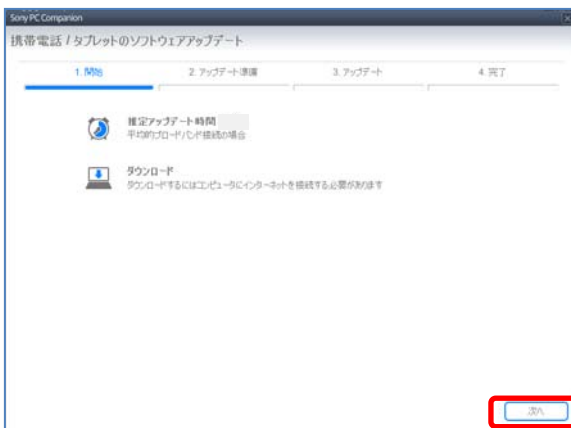 Sony PC Companion
携帯電話 / タブレットのソフトウェアアップデート
1. 開始
2. アップデート準備
3. アップデート
4. 完了
推定アップデート時間
平均的ブロードバンド接続の場合
ダウンロード
ダウンロードするにはコンピュータにインターネットを接続する必要があります
次へ